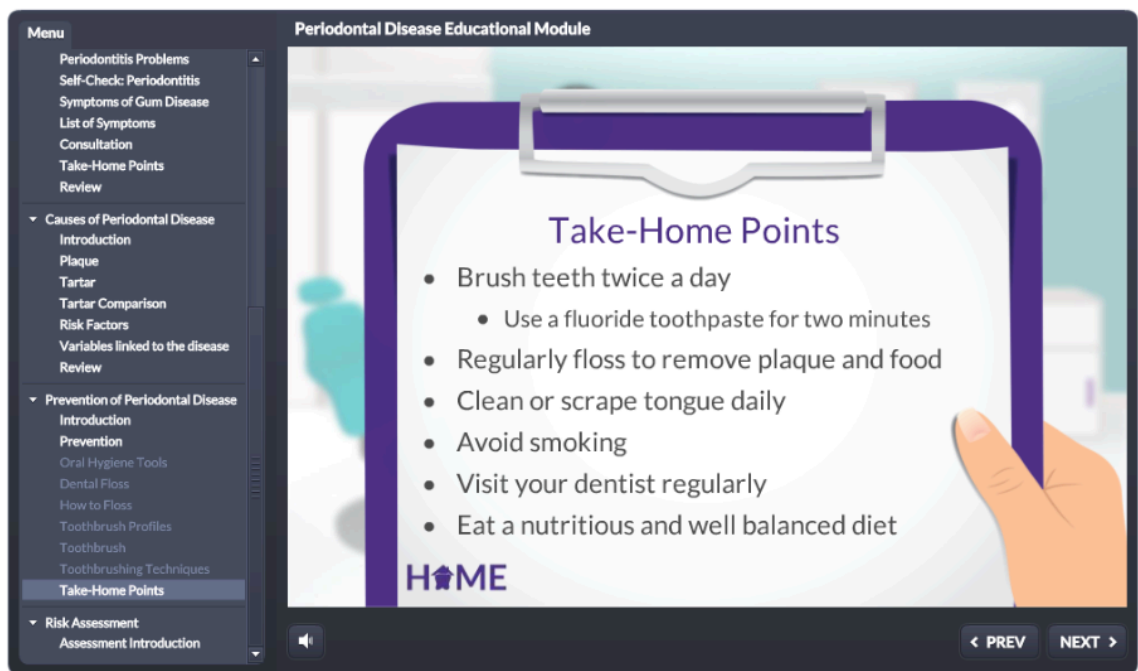 Menu
Periodontitis Problems
Self-Check: Periodontitis
Symptoms of Gum Disease
List of Symptoms
Consultation
Take-Home Points
Review
Causes of Periodontal Disease
Introduction
Plaque
Tartar
Tartar Comparison
Risk Factors
Variables linked to the disease
Review
Prevention of Periodontal Disease
Introduction
Prevention
Oral Hygiene Tools
Dental Floss
How to Floss
Toothbrush Profiles
Toothbrush
Toothbrushing Techniques
Take-Home Points
Risk Assessment
Assessment Introduction
Periodontal Disease Educational Module
Take-Home Points
• Brush teeth twice a day
• Use a fluoride toothpaste for two minutes
• Regularly floss to remove plaque and food
• Clean or scrape tongue daily
• Avoid smoking
• Visit your dentist regularly
• Eat a nutritious and well balanced diet
HOME
< PREV
NEXT >